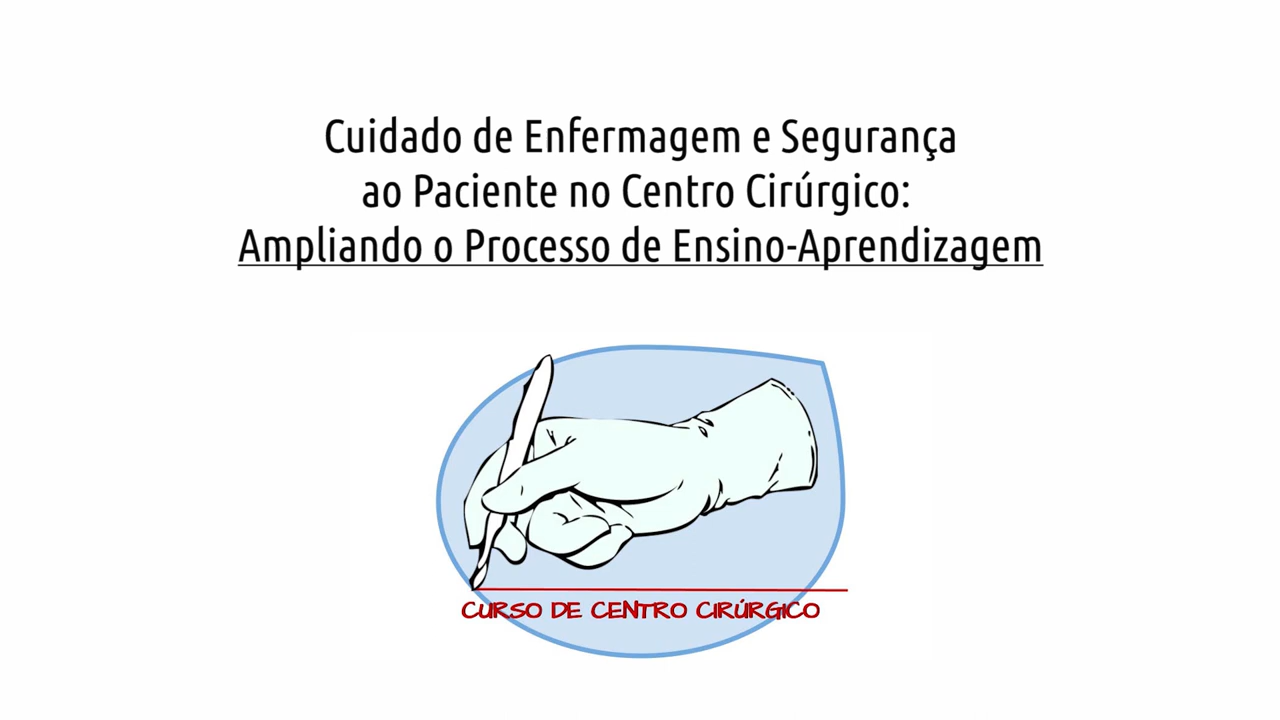 Cuidado de Enfermagem e Segurança
ao Paciente no Centro Cirúrgico:
Ampliando o Processo de Ensino-Aprendizagem
CURSO DE CENTRO CIRÚRGICO